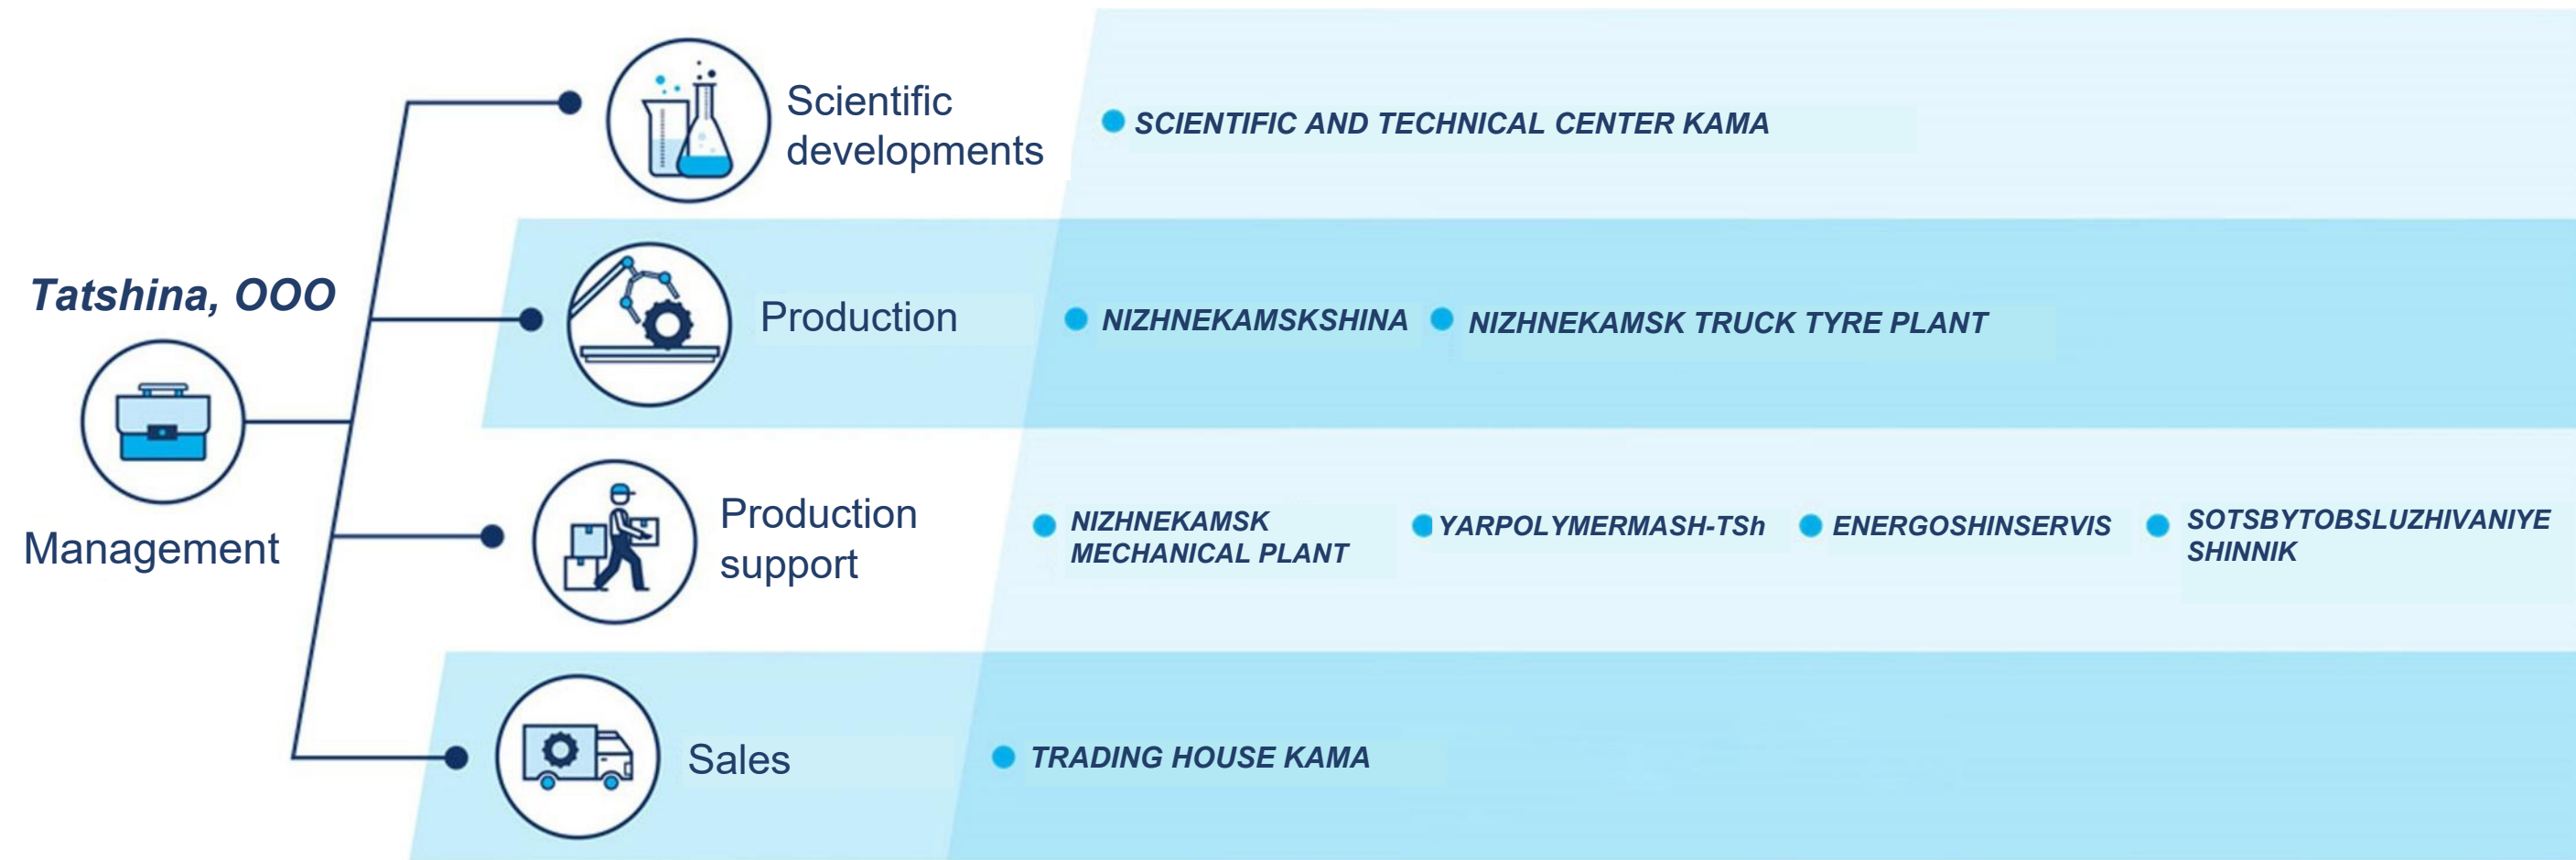 Tatshina, OOO
Management
Scientific
developments
SCIENTIFIC AND TECHNICAL CENTER KAMA
Production
NIZHNEKAMSKSHINA
NIZHNEKAMSK TRUCK TYRE PLANT
Production
support
NIZHNEKAMSK
MECHANICAL PLANT
YARPOLYMERMASH-TSh
ENERGOSHINSERVIS
SOTSBYTOBSLUZHIVANIYE
SHINNIK
Sales
TRADING HOUSE KAMA